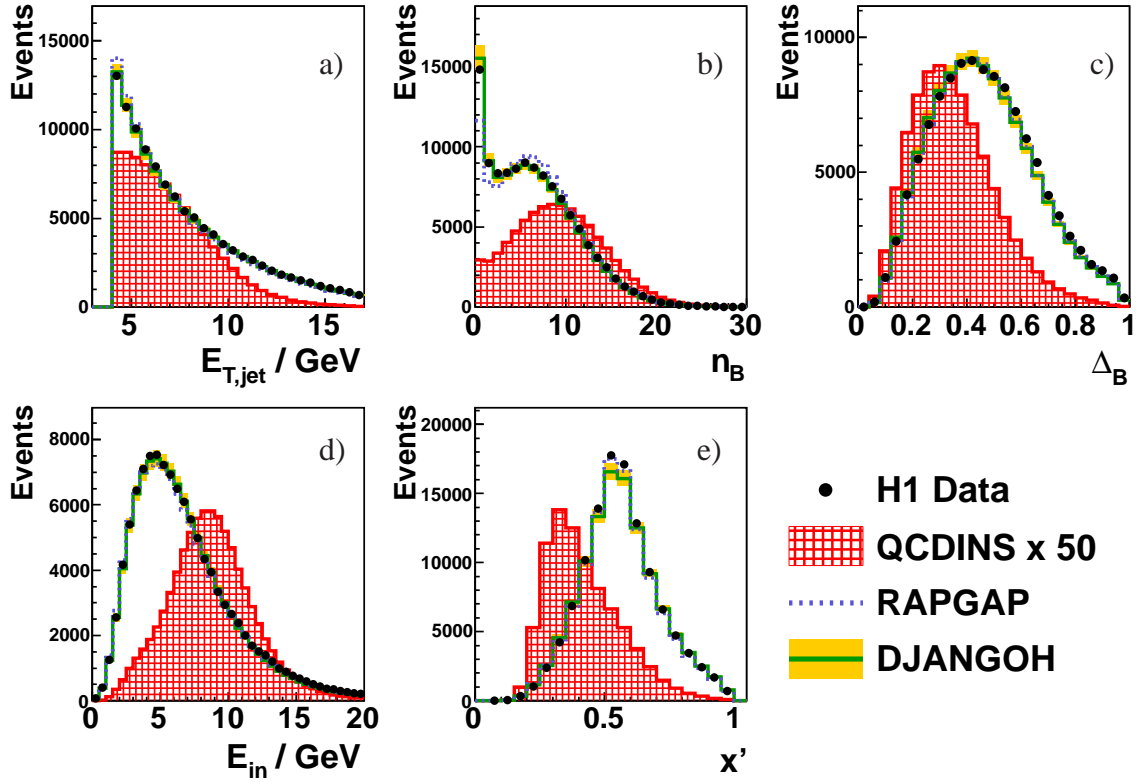 Events
15000
10000
5000
0
a)
5 10 15
E_T,jet / GeV
Events
15000
10000
5000
0
b)
0 10 20 30
n_B
Events
10000
5000
0
c)
0 0.2 0.4 0.6 0.8 1
Δ_B
Events
8000
6000
4000
2000
0
d)
0 5 10 15 20
E_in / GeV
Events
20000
15000
10000
5000
0
e)
0.5 1
x’
H1 Data
QCDINS x 50
RAPGAP
DJANGOH